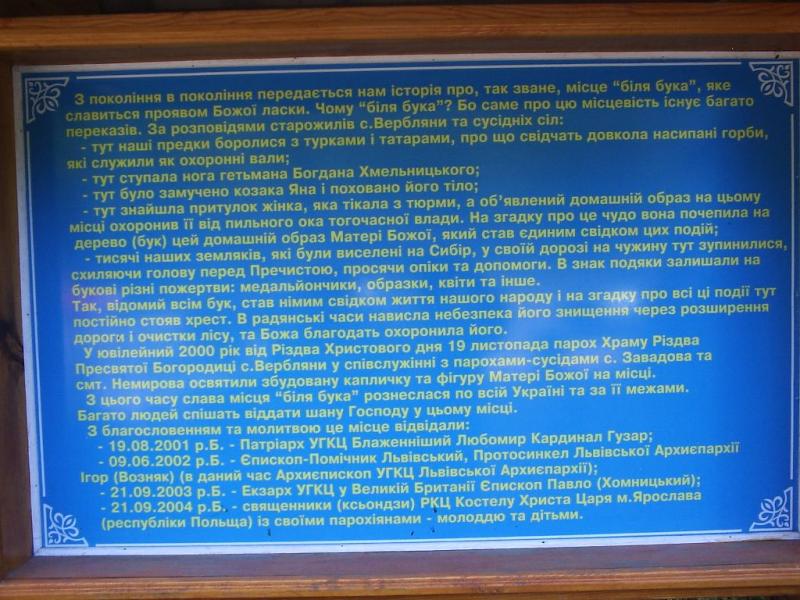 З покоління в покоління передається нам історія про, так зване, місце “біля бука”, яке
славиться проявом Божої ласки. Чому “біля бука”? Бо саме про цю місцевість існує багато
переказів. За розповідями старожилів с.Вербляни та сусідніх сіл:
- тут наші предки боролися з турками і татарами, про що свідчать довкола насипані горби,
які служили як охоронні вали;
- тут ступала нога гетьмана Богдана Хмельницького;
- тут було замучено козака Яна і поховано його тіло;
- тут знайшла притулок жінка, яка тікала з тюрми, а об’явлений домашній образ на цьому
місці охоронив її від пильного ока тогочасної влади. На згадку про це чудо вона почепила на
дерево (бук) цей домашній образ Матері Божої, який став єдиним свідком цих подій;
- тисячі наших земляків, які були виселені на Сибір, у своїй дорозі на чужину тут зупинилися,
схиляючи голову перед Пречистою, просячи опіки та допомоги. В знак подяки залишали на
букові різні пожертви: медальйончики, образки, квіти та інше.
Так, відомий всім бук, став німим свідком життя нашого народу і на згадку про всі ці події тут
постійно стояв хрест. В радянські часи нависла небезпека його знищення через розширення
дороги і очистки лісу, та Божа благодать охоронила його.
У ювілейний 2000 рік від Різдва Христового дня 19 листопада парох Храму Різдва
Пресвятої Богородиці с.Вербляни у співслужінні з парохами-сусідами с. Завадова та
смт. Немирова освятили збудовану капличку та фігуру Матері Божої на місці.
З цього часу слава місця “біля бука” рознеслася по всій Україні та за її межами.
Багато людей спішать віддати шану Господу у цьому місці.
З благословенням та молитвою це місце відвідали:
- 19.08.2001 р.Б. - Патріарх УГКЦ Блаженніший Любомир Кардинал Гузар;
- 09.06.2002 р.Б. - Єпископ-Помічник Львівський, Протосинкел Львівської Архиєпархії
Ігор (Возняк) (в даний час Архиєпископ УГКЦ Львівської Архиєпархії);
- 21.09.2003 р.Б. - Екзарх УГКЦ у Великій Британії Єпископ Павло (Хомницький);
- 21.09.2004 р.Б. - священники (ксьондзи) РКЦ Костелу Христа Царя м.Ярослава
(республіки Польща) із своїми парохіянами - молоддю та дітьми.